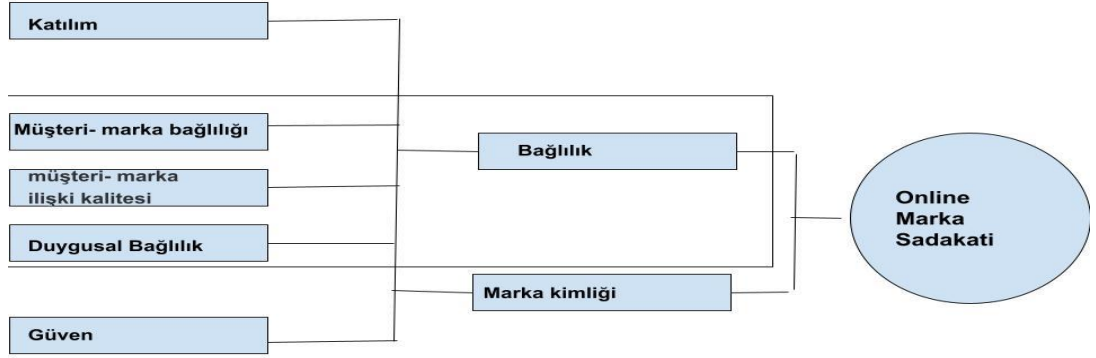 Katılım
Müşteri- marka bağlılığı
müşteri- marka
ilişki kalitesi
Duygusal Bağlılık
Güven
Bağlılık
Marka kimliği
Online
Marka
Sadakati